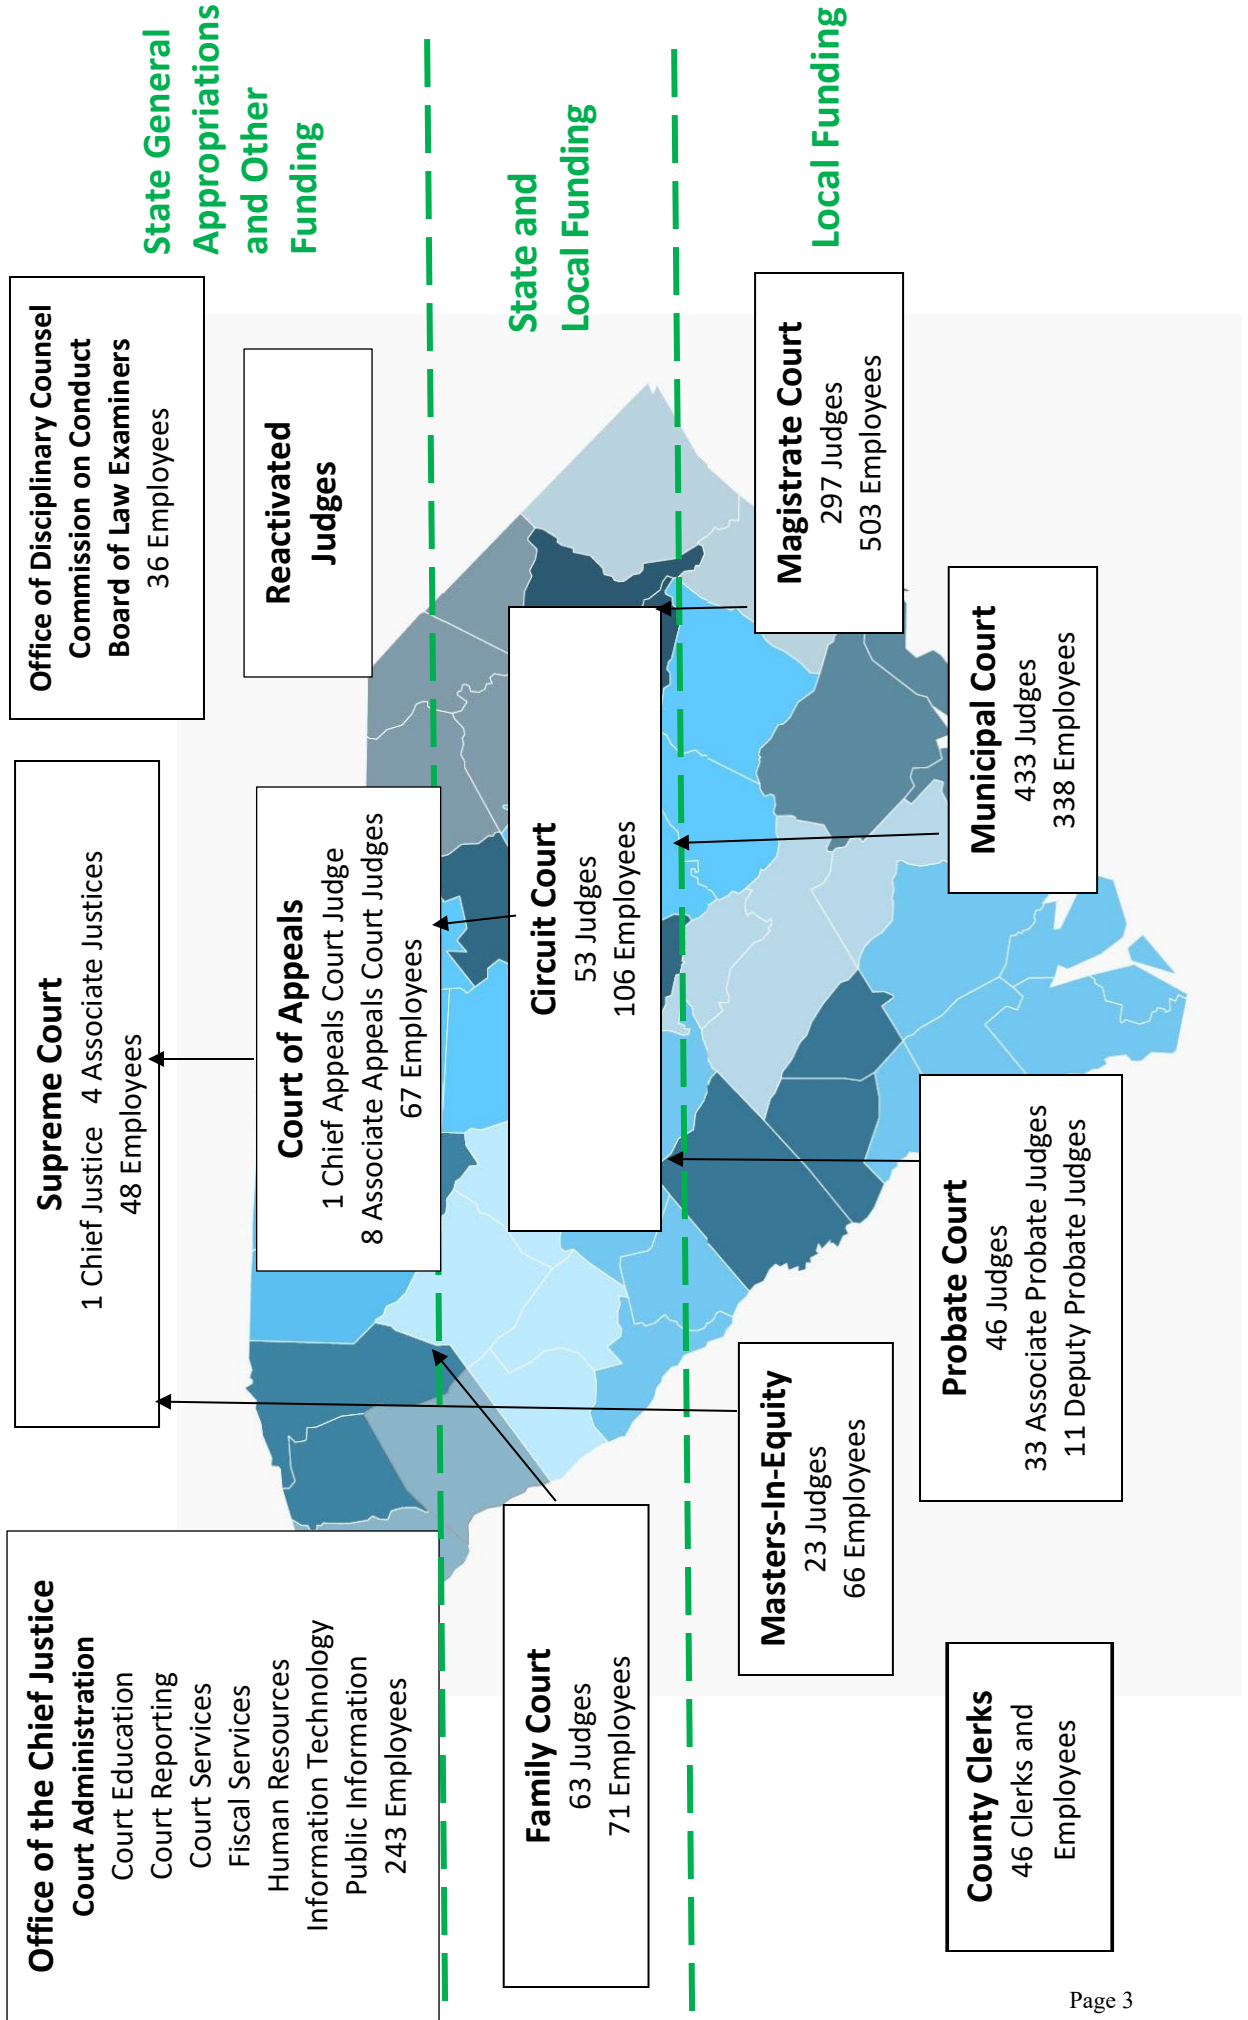 Office of the Chief Justice
Court Administration
Court Education
Court Reporting
Court Services
Fiscal Services
Human Resources
Information Technology
Public Information
243 Employees
Supreme Court
1 Chief Justice 4 Associate Justices
48 Employees
Office of Disciplinary Counsel
Commission on Conduct
Board of Law Examiners
36 Employees
State General
Appropriations
and Other
Funding
Court of Appeals
1 Chief Appeals Court Judge
8 Associate Appeals Court Judges
67 Employees
Reactivated
Judges
Family Court
63 Judges
71 Employees
Circuit Court
53 Judges
106 Employees
State and
Local Funding
Masters-In-Equity
23 Judges
66 Employees
Magistrate Court
297 Judges
503 Employees
Local Funding
County Clerks
46 Clerks and
Employees
Probate Court
46 Judges
33 Associate Probate Judges
11 Deputy Probate Judges
Municipal Court
433 Judges
338 Employees
Page 3